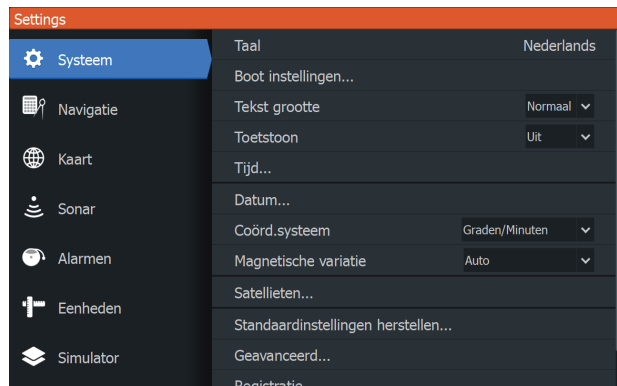 Settings
Systeem
Navigatie
Kaart
Sonar
Alarmen
Eenheden
Simulator
Taal Nederlands
Boot instellingen...
Tekst grootte Normaal
Toetstoon Uit
Tijd...
Datum...
Coörd.systeem Graden/Minuten
Magnetische variatie Auto
Satellieten...
Standaardinstellingen herstellen...
Geavanceerd...
Registratie